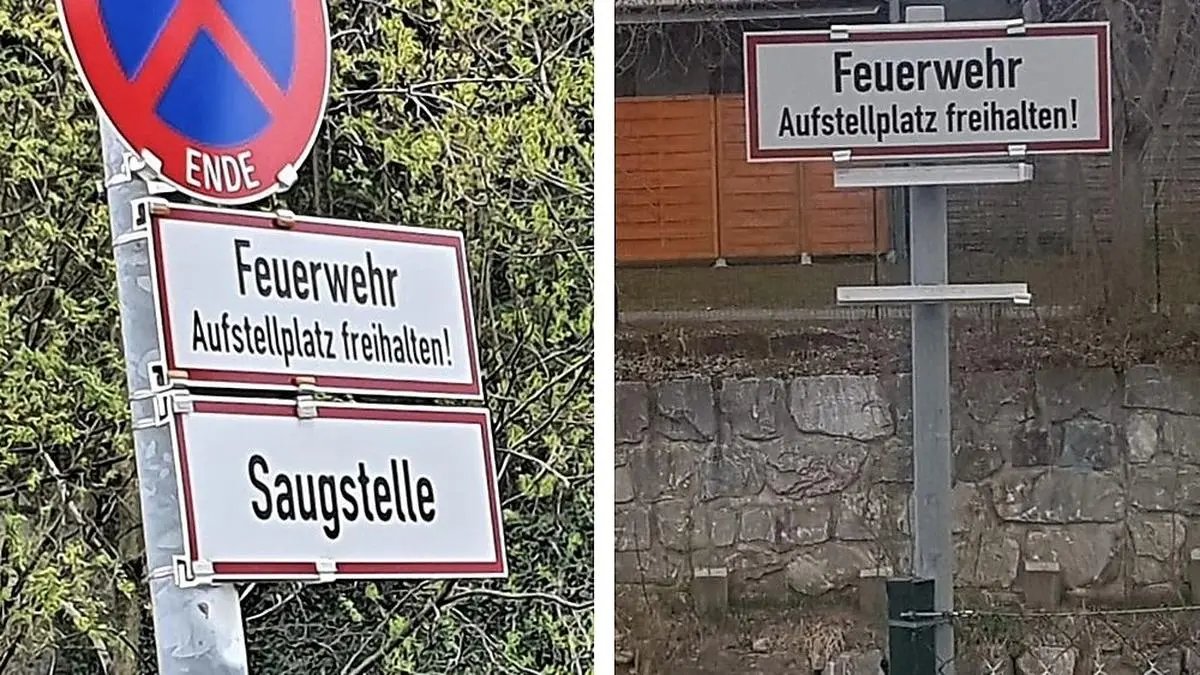 ENDE
Feuerwehr
Aufstellplatz freihalten!
Saugstelle
Feuerwehr
Aufstellplatz freihalten!